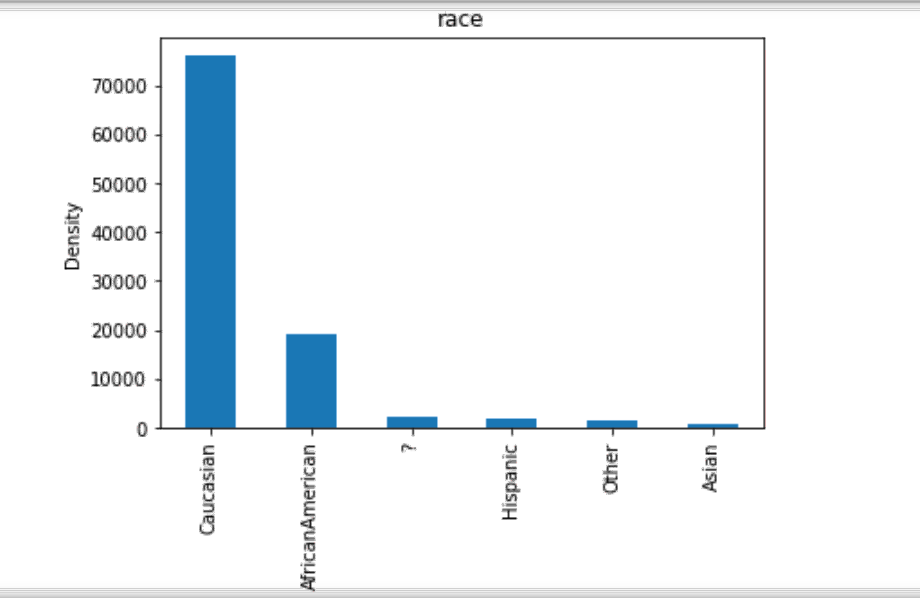 race
70000
60000
50000
40000
30000
20000
10000
0
Density
Caucasian
AfricanAmerican
?
Hispanic
Other
Asian